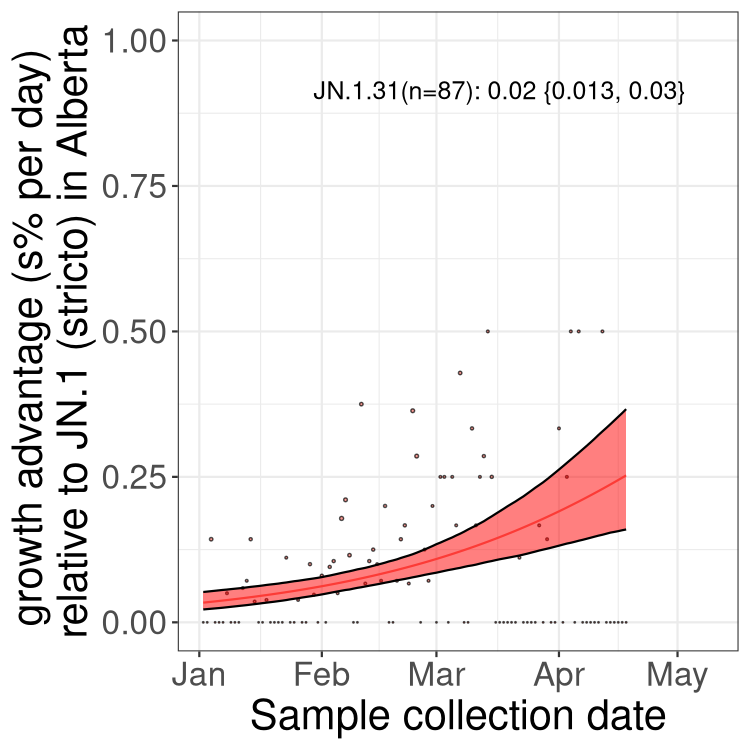 growth advantage (s% per day)
relative to JN.1 (stricto) in Alberta
1.00
0.75
0.50
0.25
0.00
JN.1.31(n=87): 0.02 {0.013, 0.03}
Jan Feb Mar Apr May
Sample collection date